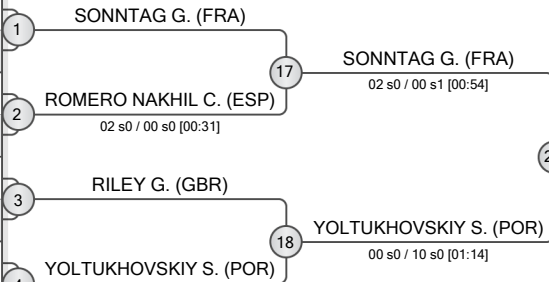 SONNTAG G. (FRA)
1
17
SONNTAG G. (FRA)
02 s0 / 00 s1 [00:54]
2
ROMERO NAKHIL C. (ESP)
02 s0 / 00 s0 [00:31]
3
RILEY G. (GBR)
18
YOLTUKHOVSKIY S. (POR)
00 s0 / 10 s0 [01:14]
YOLTUKHOVSKIY S. (POR)